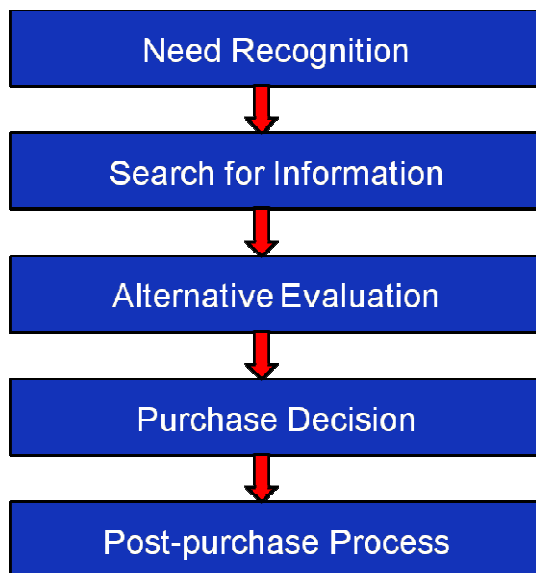 Need Recognition
Search for Information
Alternative Evaluation
Purchase Decision
Post-purchase Process